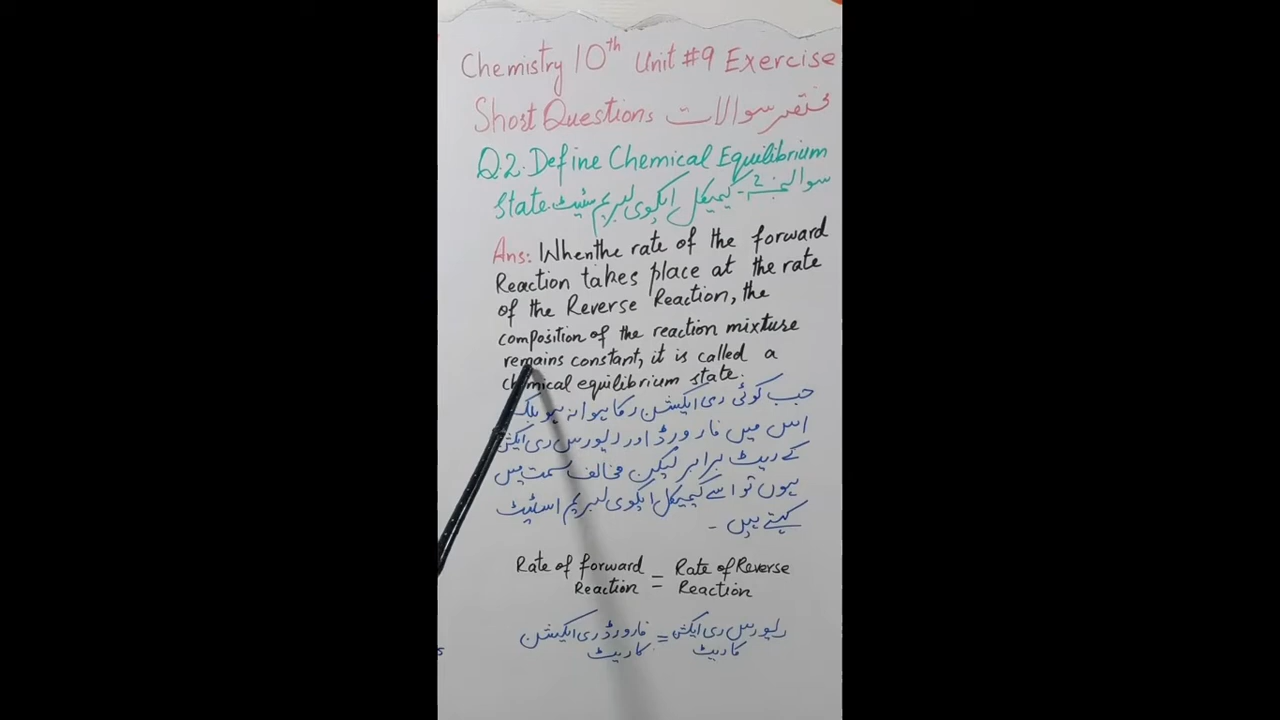 Chemistry 10th Unit #9 Exercise
Short Questions مختصر سوالات
Q.2. Define Chemical Equilibrium
State. سوال نمبر 2- کیمیکل ایکوی لبریم سٹیٹ
Ans: When the rate of the forward
Reaction takes place at the rate
of the Reverse Reaction, the
composition of the reaction mixture
remains constant, it is called a
chemical equilibrium state.
جب کوئی ری ایکشن رکا ہوا نہ ہو بلکہ
اس میں فارورڈ اور ریورس ری ایکشن
کے ریٹ برابر لیکن مخالف سمت میں
ہوں تو اسے کیمیکل ایکوی لبریم اسٹیٹ
کہتے ہیں ۔
Rate of forward Reaction = Rate of Reverse Reaction
فارورڈ ری ایکشن کا ریٹ = ریورس ری ایکشن کا ریٹ